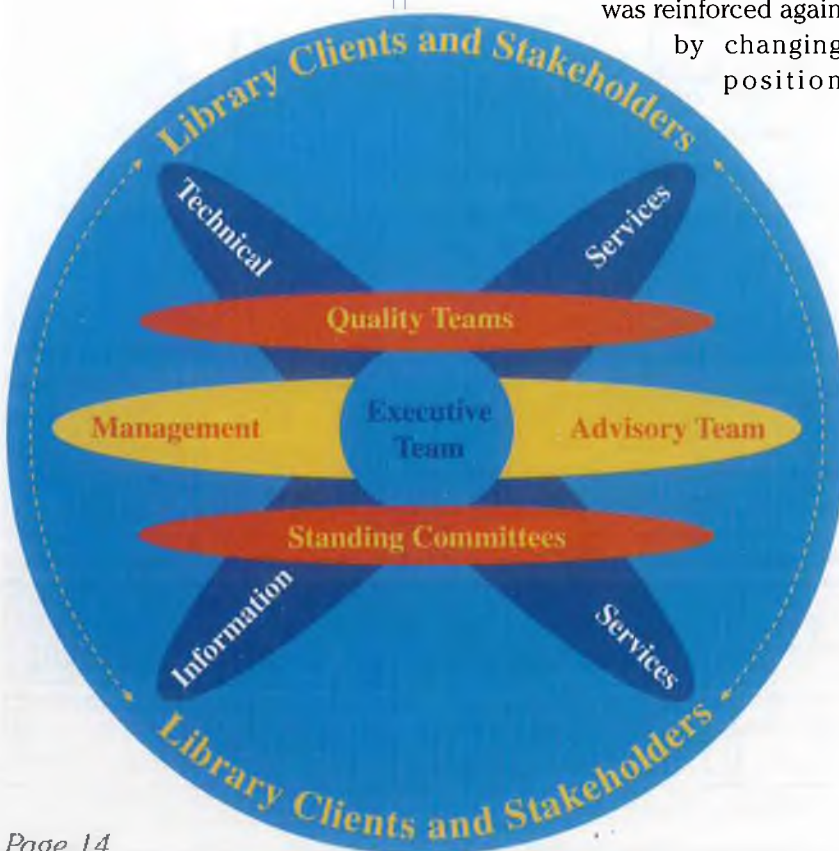 was reinforced again
by changing
position
Library Clients and Stakeholders
Technical
Services
Quality Teams
Management
Executive
Team
Advisory Team
Standing Committees
Information
Services
Library Clients and Stakeholders
Page 14